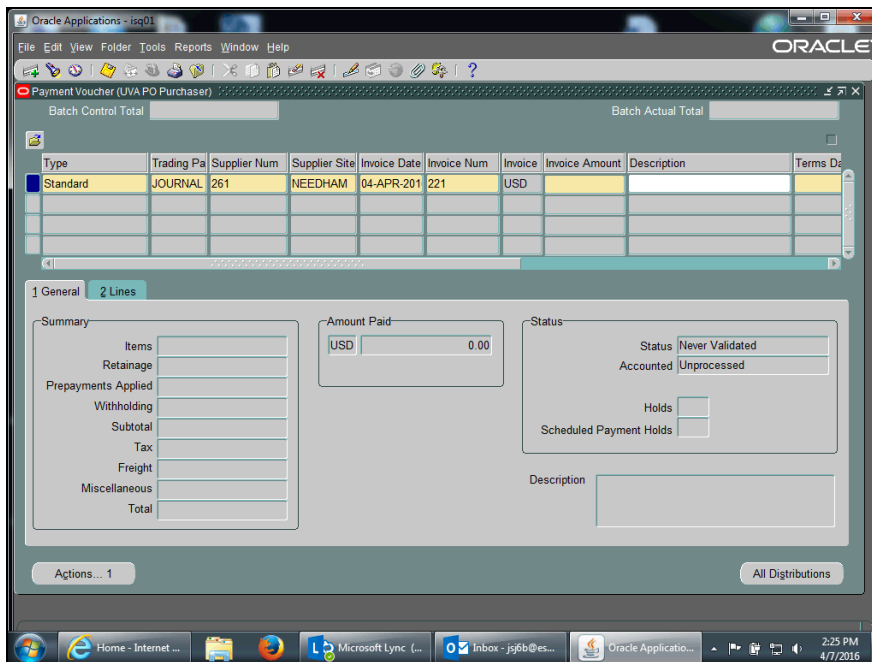 Oracle Applications - isq01
File Edit View Folder Tools Reports Window Help
ORACLE
Payment Voucher (UVA PO Purchaser)
Batch Control Total
Batch Actual Total
Type Trading Pa Supplier Num Supplier Site Invoice Date Invoice Num Invoice Invoice Amount Description Terms Da
Standard JOURNAL 261 NEEDHAM 04-APR-201 221 USD
1 General 2 Lines
Summary
Items
Retainage
Prepayments Applied
Withholding
Subtotal
Tax
Freight
Miscellaneous
Total
Amount Paid
USD 0.00
Status
Status Never Validated
Accounted Unprocessed
Holds
Scheduled Payment Holds
Description
Actions... 1
All Distributions
Home - Internet ...
Microsoft Lync (...
Inbox - jsj6b@es...
Oracle Applicatio...
2:25 PM
4/7/2016